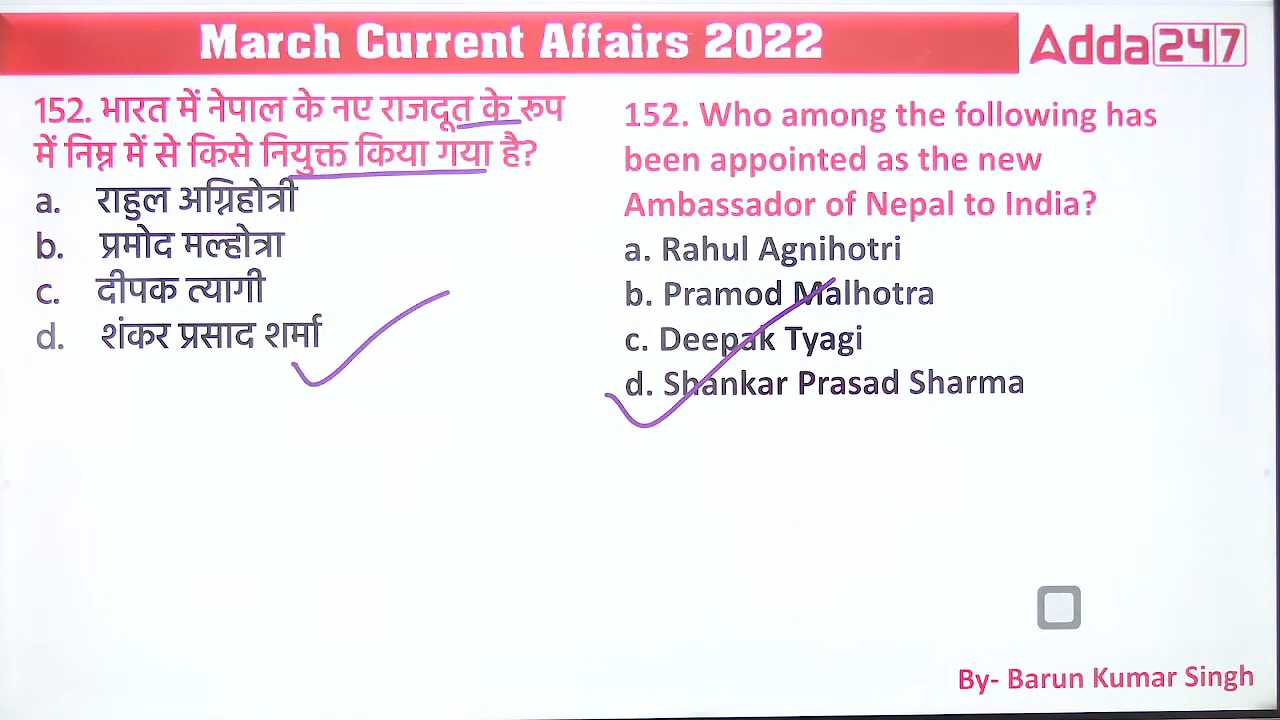 March Current Affairs 2022
Adda247
152. भारत में नेपाल के नए राजदूत के रूप
में निम्न में से किसे नियुक्त किया गया है?
a. राहुल अग्निहोत्री
b. प्रमोद मल्होत्रा
c. दीपक त्यागी
d. शंकर प्रसाद शर्मा
152. Who among the following has
been appointed as the new
Ambassador of Nepal to India?
a. Rahul Agnihotri
b. Pramod Malhotra
c. Deepak Tyagi
d. Shankar Prasad Sharma
By- Barun Kumar Singh